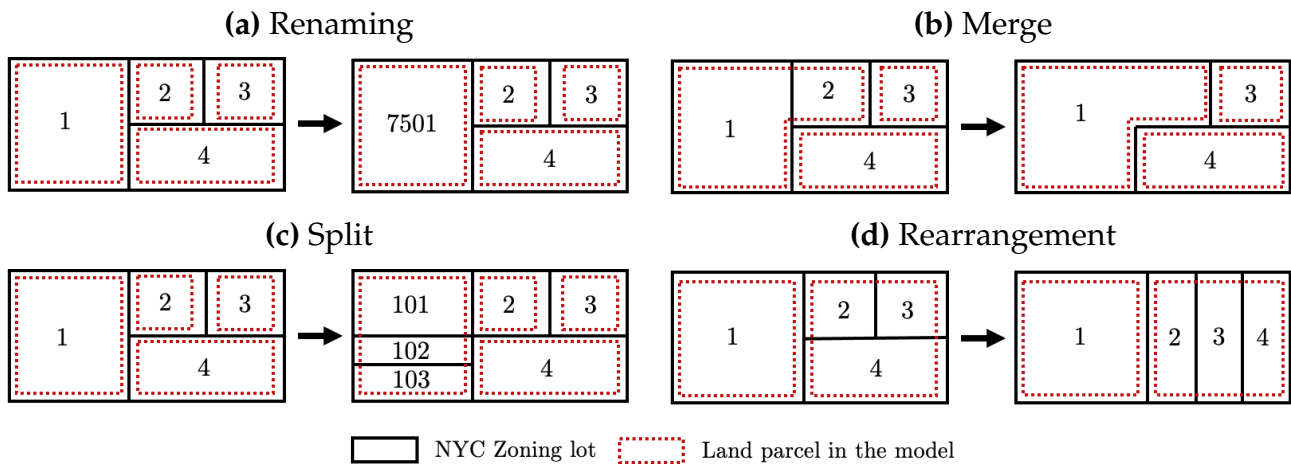 (a) Renaming
(b) Merge
1 2 3 4
7501 2 3 4
1 2 3 4
1 3 4
(c) Split
(d) Rearrangement
1 2 3 4
101 102 103 2 3 4
1 2 3 4
1 2 3 4
NYC Zoning lot
Land parcel in the model